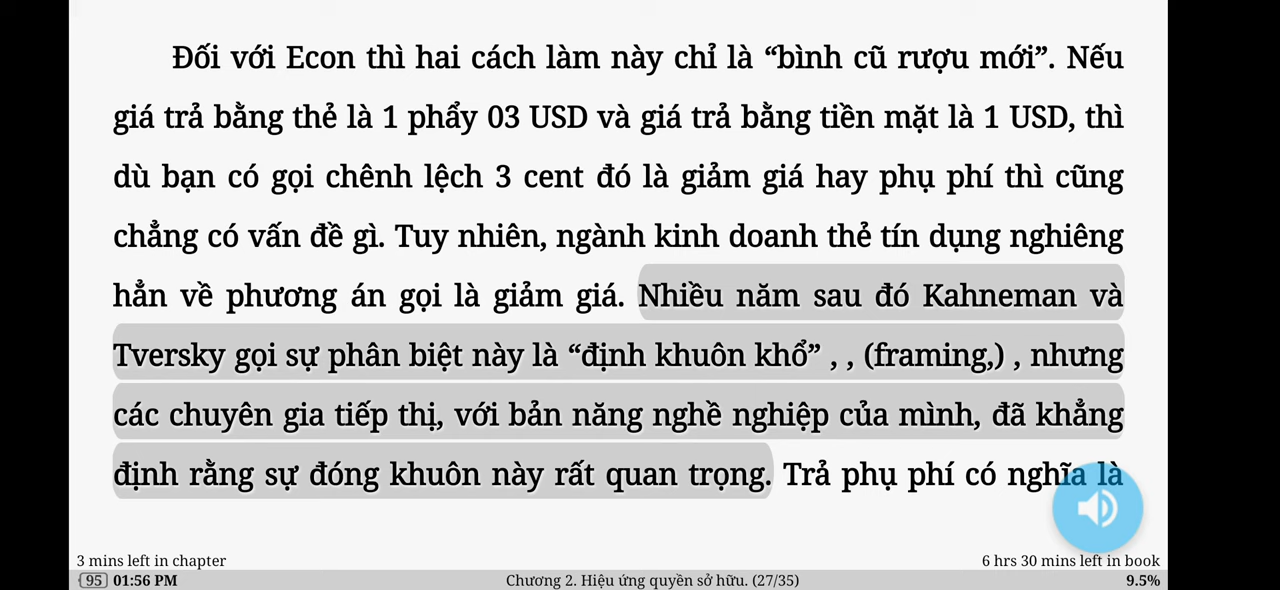 Đối với Econ thì hai cách làm này chỉ là “bình cũ rượu mới”. Nếu
giá trả bằng thẻ là 1 phẩy 03 USD và giá trả bằng tiền mặt là 1 USD, thì
dù bạn có gọi chênh lệch 3 cent đó là giảm giá hay phụ phí thì cũng
chẳng có vấn đề gì. Tuy nhiên, ngành kinh doanh thẻ tín dụng nghiêng
hẳn về phương án gọi là giảm giá. Nhiều năm sau đó Kahneman và
Tversky gọi sự phân biệt này là “định khuôn khổ” , , (framing,) , nhưng
các chuyên gia tiếp thị, với bản năng nghề nghiệp của mình, đã khẳng
định rằng sự đóng khuôn này rất quan trọng. Trả phụ phí có nghĩa là
3 mins left in chapter 6 hrs 30 mins left in book
95 01:56 PM Chương 2. Hiệu ứng quyền sở hữu. (27/35) 9.5%